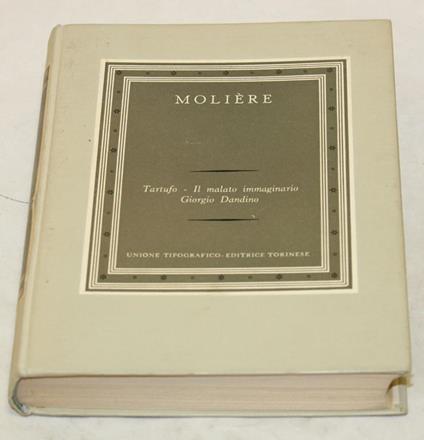 MOLIÈRE
Tartufo - Il malato immaginario
Giorgio Dandino
UNIONE TIPOGRAFICO-EDITRICE TORINESE